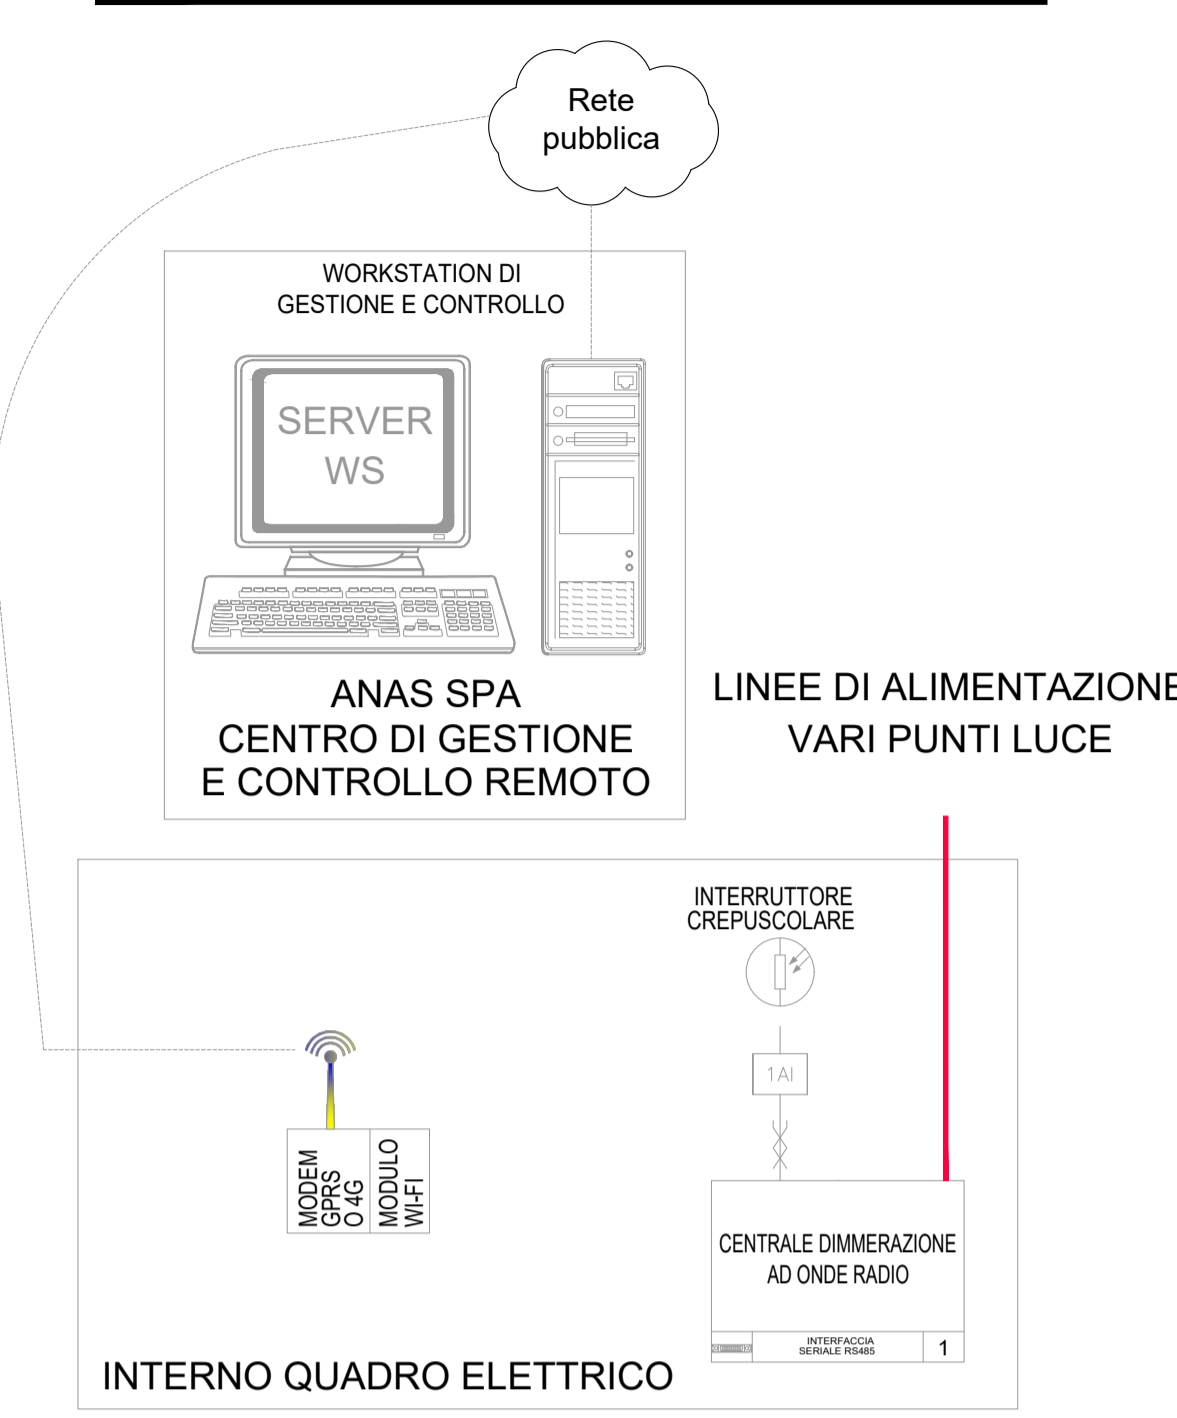 Rete
pubblica
WORKSTATION DI
GESTIONE E CONTROLLO
SERVER
WS
ANAS SPA
CENTRO DI GESTIONE
E CONTROLLO REMOTO
LINEE DI ALIMENTAZIONE
VARI PUNTI LUCE
INTERRUTTORE
CREPUSCOLARE
1AI
MODEM
GPRS
O 4G
MODULO
WI-FI
CENTRALE DIMMERAZIONE
AD ONDE RADIO
INTERFACCIA
SERIALE RS485
1
INTERNO QUADRO ELETTRICO